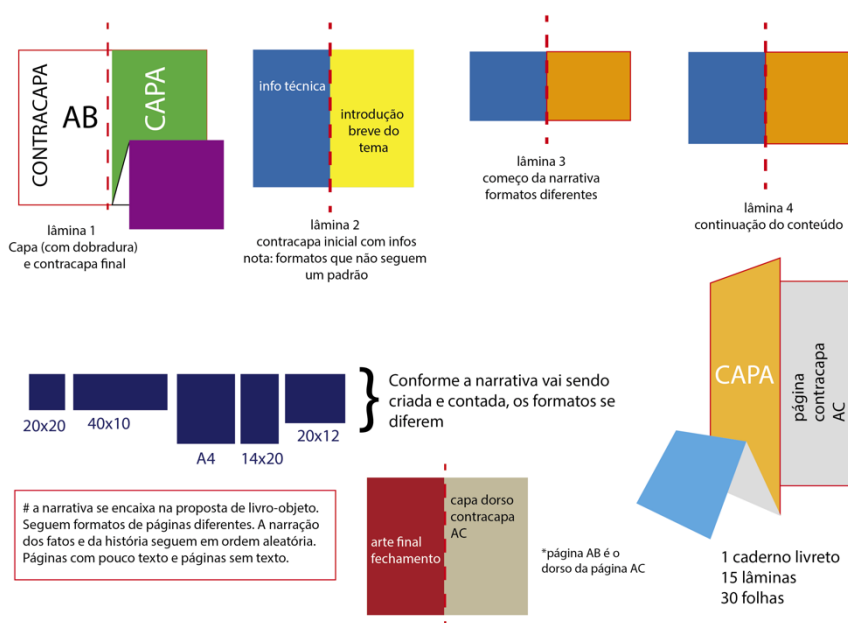 CONTRACAPA
AB
CAPA
lâmina 1
Capa (com dobradura)
e contracapa final
info técnica
introdução
breve do
tema
lâmina 2
contracapa inicial com infos
nota: formatos que não seguem
um padrão
lâmina 3
começo da narrativa
formatos diferentes
lâmina 4
continuação do conteúdo
20x20
40x10
A4
14x20
20x12
}
Conforme a narrativa vai sendo
criada e contada, os formatos se
diferem
CAPA
página
contracapa
AC
# a narrativa se encaixa na proposta de livro-objeto.
Seguem formatos de páginas diferentes. A narração
dos fatos e da história seguem em ordem aleatória.
Páginas com pouco texto e páginas sem texto.
arte final
fechamento
capa dorso
contracapa
AC
*página AB é o
dorso da página AC
1 caderno livreto
15 lâminas
30 folhas